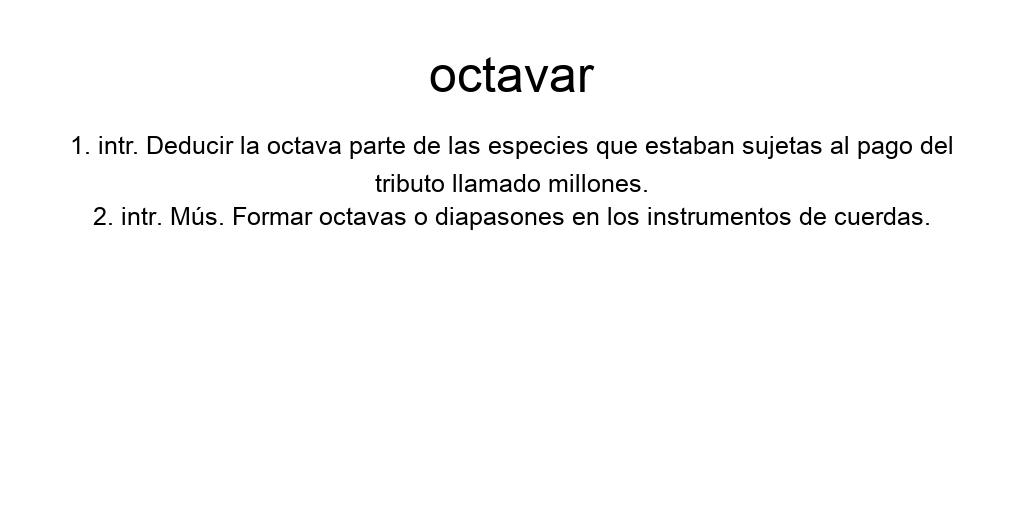 octavar
1. intr. Deducir la octava parte de las especies que estaban sujetas al pago del
tributo llamado millones.
2. intr. Mús. Formar octavas o diapasones en los instrumentos de cuerdas.